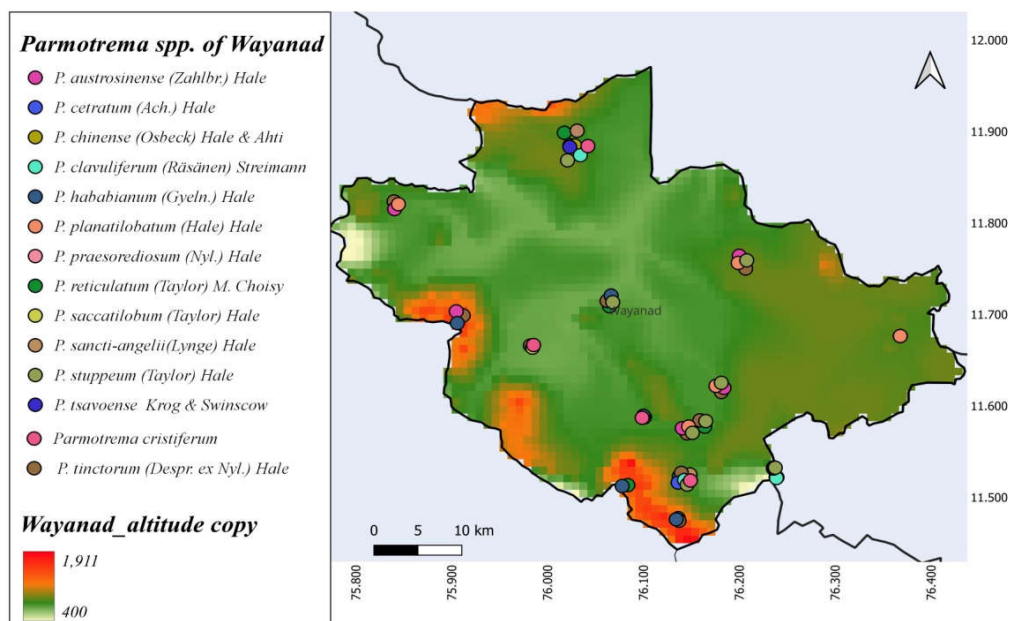 Parmotrema spp. of Wayanad
P. austrosinense (Zahlbr.) Hale
P. cetratum (Ach.) Hale
P. chinense (Osbeck) Hale & Ahti
P. clavuliferum (Räsänen) Streimann
P. hababianum (Gyeln.) Hale
P. planatilobatum (Hale) Hale
P. praesorediosum (Nyl.) Hale
P. reticulatum (Taylor) M. Choisy
P. saccatilobum (Taylor) Hale
P. sancti-angelii(Lynge) Hale
P. stuppeum (Taylor) Hale
P. tsavoense Krog & Swinscow
Parmotrema cristiferum
P. tinctorum (Despr. ex Nyl.) Hale
Wayanad_altitude copy
1,911
400
Wayanad
0 5 10 km
12.000
11.900
11.800
11.700
11.600
11.500
75.800
75.900
76.000
76.100
76.200
76.300
76.400